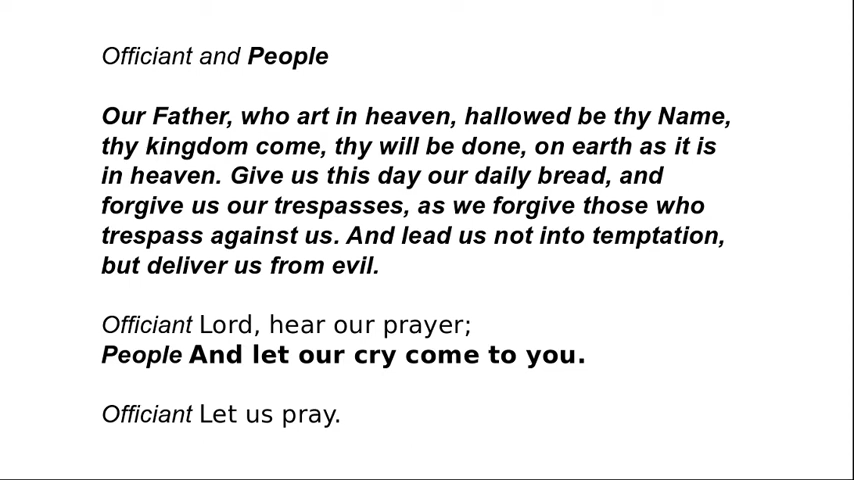 Officiant and People
Our Father, who art in heaven, hallowed be thy Name,
thy kingdom come, thy will be done, on earth as it is
in heaven. Give us this day our daily bread, and
forgive us our trespasses, as we forgive those who
trespass against us. And lead us not into temptation,
but deliver us from evil.
Officiant Lord, hear our prayer;
People And let our cry come to you.
Officiant Let us pray.